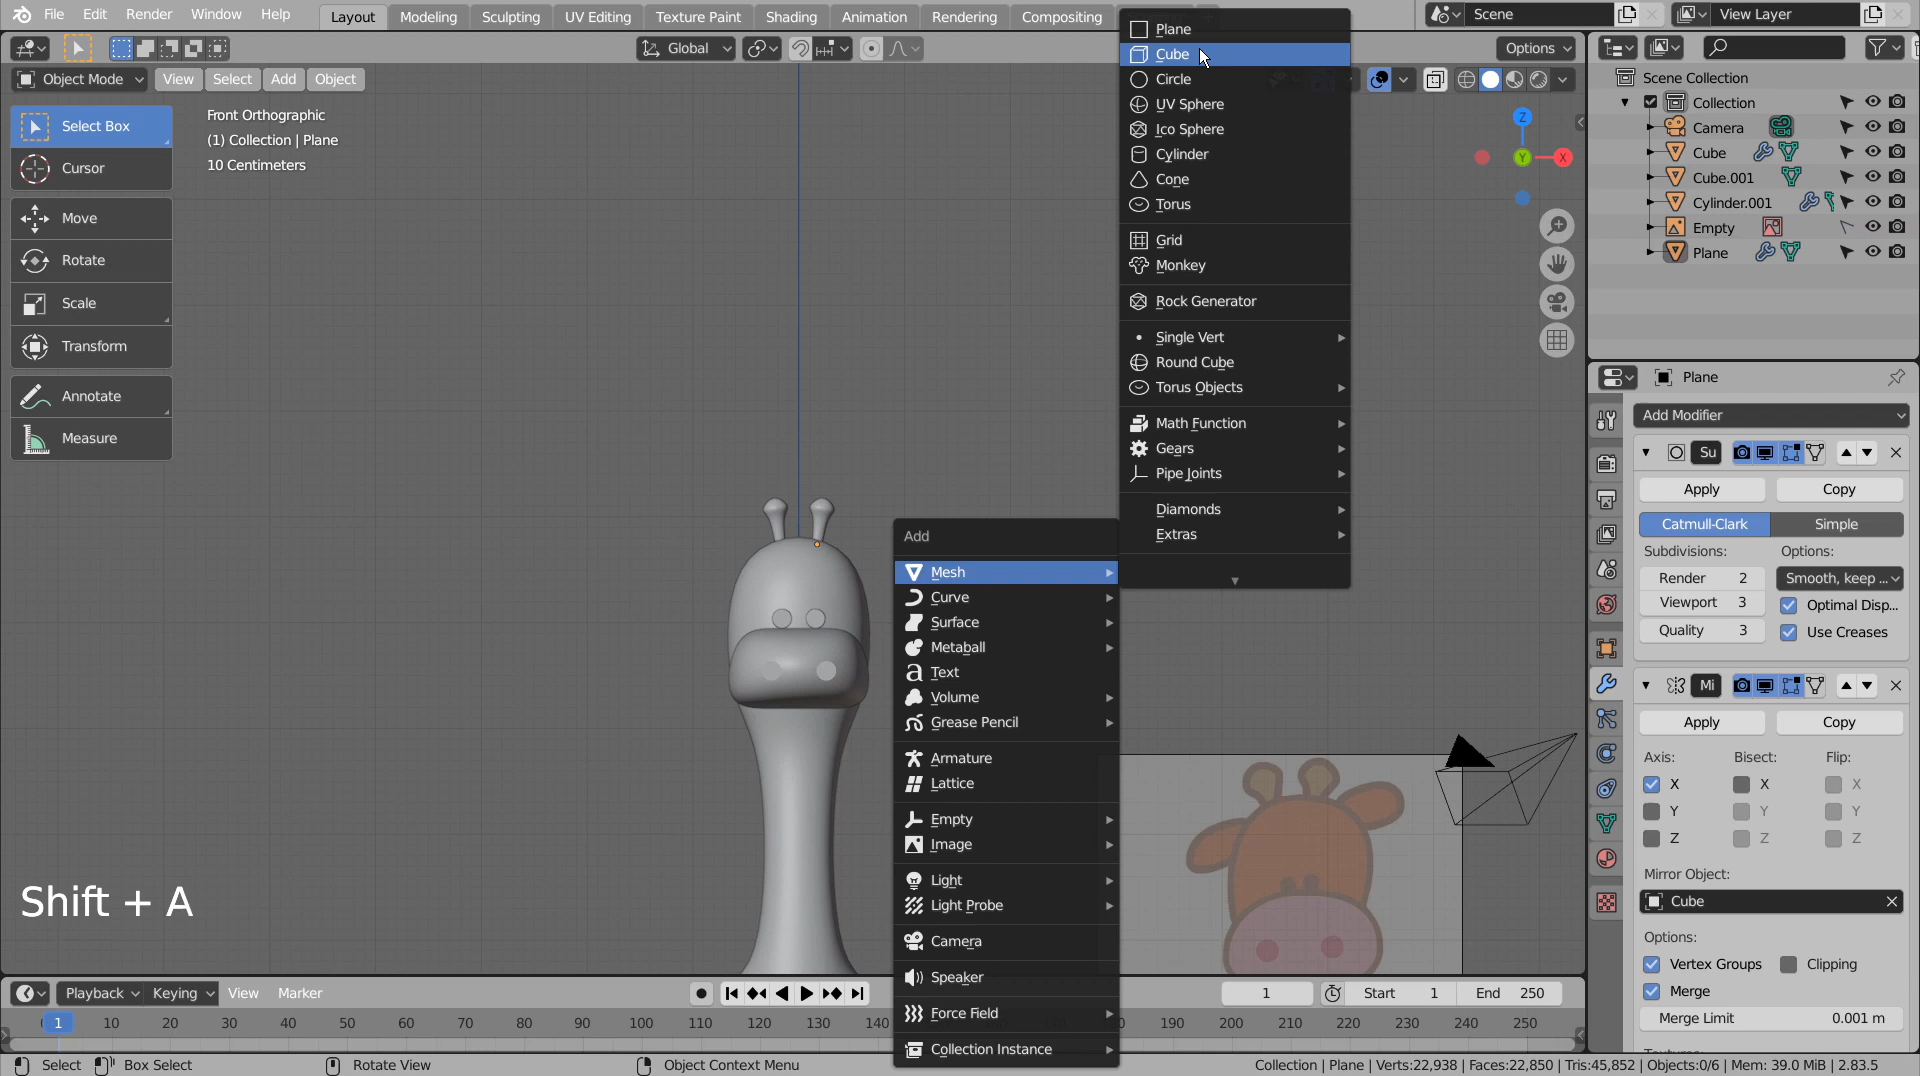 File Edit Render Window Help Layout Modeling Sculpting UV Editing Texture Paint Shading Animation Rendering Compositing Scene View Layer
Global Options
Object Mode View Select Add Object
Select Box
Cursor
Move
Rotate
Scale
Transform
Annotate
Measure
Front Orthographic
(1) Collection | Plane
10 Centimeters
Shift + A
Add
Mesh
Curve
Surface
Metaball
Text
Volume
Grease Pencil
Armature
Lattice
Empty
Image
Light
Light Probe
Camera
Speaker
Force Field
Collection Instance
Plane
Cube
Circle
UV Sphere
Ico Sphere
Cylinder
Cone
Torus
Grid
Monkey
Rock Generator
Single Vert
Round Cube
Torus Objects
Math Function
Gears
Pipe Joints
Diamonds
Extras
Z
Y
X
Scene Collection
Collection
Camera
Cube
Cube.001
Cylinder.001
Empty
Plane
Plane
Add Modifier
Su
Apply Copy
Catmull-Clark Simple
Subdivisions: Options:
Render 2 Smooth, keep ...
Viewport 3 Optimal Disp...
Quality 3 Use Creases
Mi
Apply Copy
Axis: Bisect: Flip:
X X X
Y Y Y
Z Z Z
Mirror Object:
Cube
Options:
Vertex Groups Clipping
Merge
Merge Limit 0.001 m
Playback Keying View Marker 1 Start 1 End 250
1 10 20 30 40 50 60 70 80 90 100 110 120 130 140 190 200 210 220 230 240 250
Select Box Select Rotate View Object Context Menu Collection | Plane | Verts:22,938 | Faces:22,850 | Tris:45,852 | Objects:0/6 | Mem: 39.0 MiB | 2.83.5